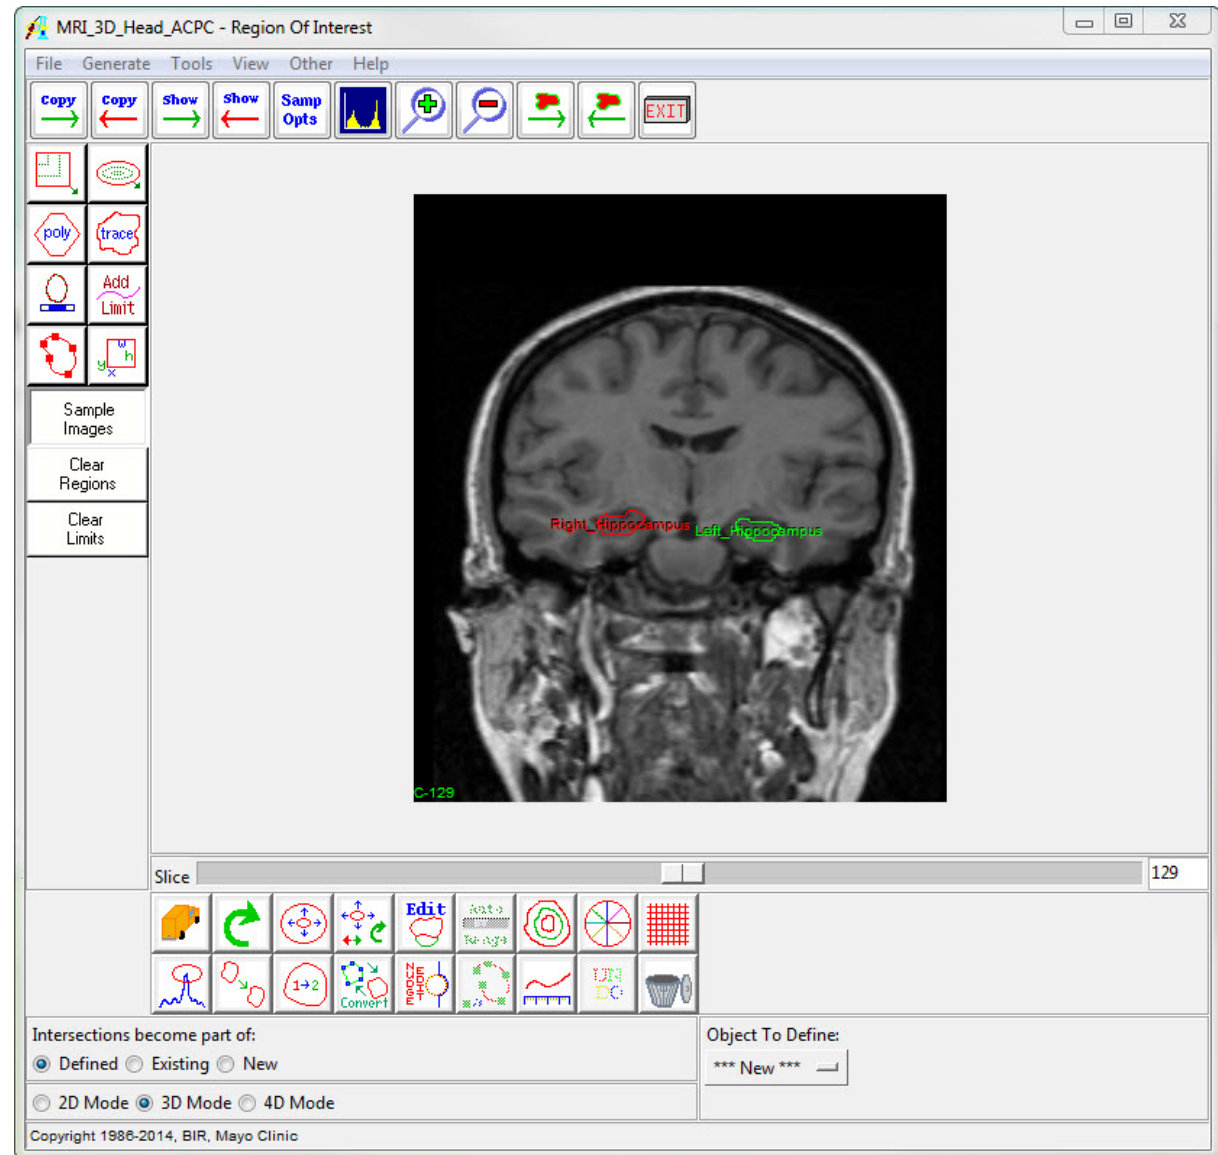 MRI_3D_Head_ACPC - Region Of Interest
File Generate Tools View Other Help
Copy Copy Show Show Samp Opts EXIT
poly trace
Add Limit
w
h
y
x
Sample
Images
Clear
Regions
Clear
Limits
Right_Hippocampus
Left_Hippocampus
C-129
Slice 129
Edit
1→2
Convert
NUDGE EDIT
UNDO
Intersections become part of:
Defined Existing New
Object To Define:
*** New ***
2D Mode 3D Mode 4D Mode
Copyright 1986-2014, BIR, Mayo Clinic